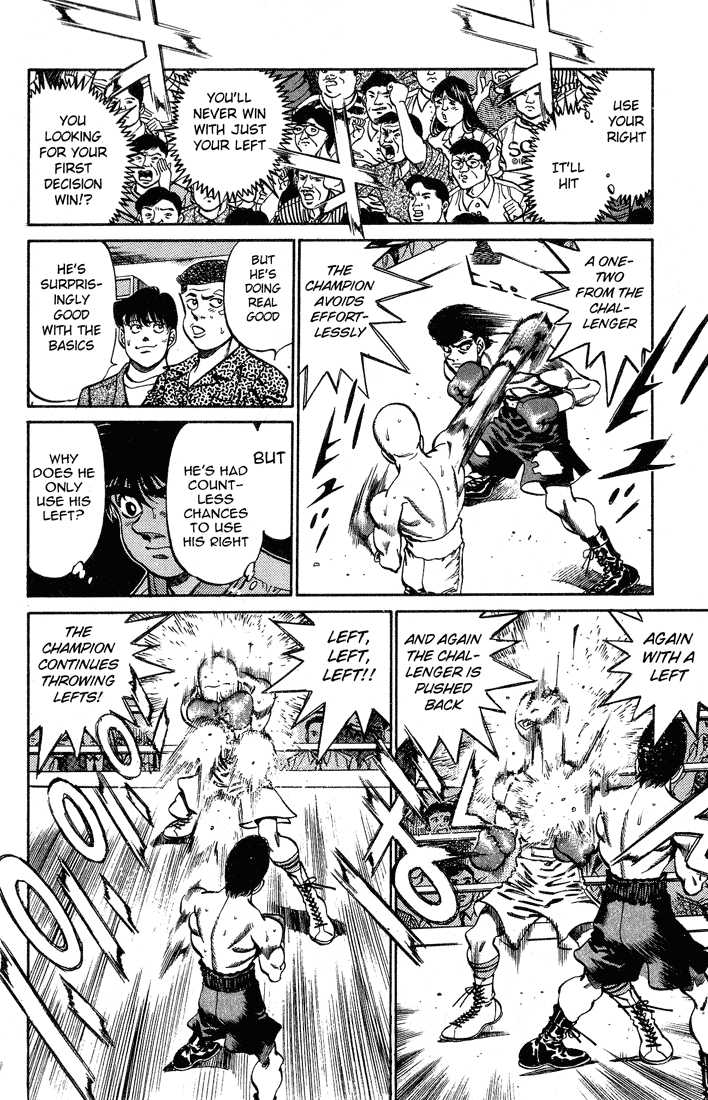 USE
YOUR
RIGHT
IT'LL
HIT
YOU'LL
NEVER WIN
WITH JUST
YOUR LEFT
YOU
LOOKING
FOR YOUR
FIRST
DECISION
WIN!?
A ONE-
TWO
FROM THE
CHAL-
LENGER
THE
CHAMPION
AVOIDS
EFFORT-
LESSLY
BUT
HE'S
DOING
REAL
GOOD
HE'S
SURPRIS-
INGLY
GOOD
WITH THE
BASICS
BUT
HE'S HAD
COUNT-
LESS
CHANCES
TO USE
HIS RIGHT
WHY
DOES HE
ONLY
USE HIS
LEFT?
AGAIN
WITH A
LEFT
AND AGAIN
THE CHAL-
LENGER IS
PUSHED
BACK
LEFT,
LEFT,
LEFT!!
THE
CHAMPION
CONTINUES
THROWING
LEFTS!